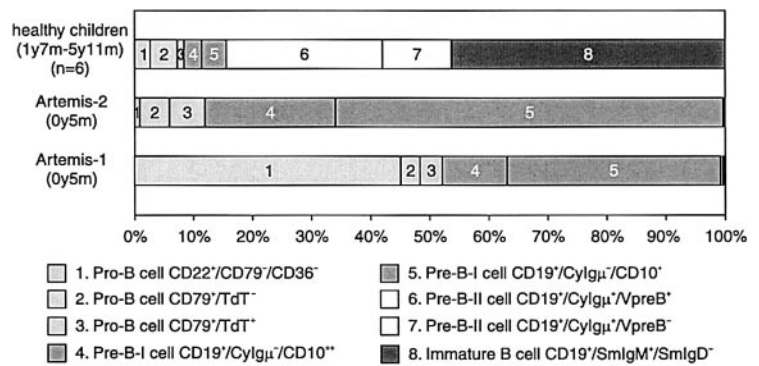 healthy children
(1y7m-5y11m)
(n=6)
1 2 3 4 5 6 7 8
Artemis-2
(0y5m)
1 2 3 4 5
Artemis-1
(0y5m)
1 2 3 4 5
0% 10% 20% 30% 40% 50% 60% 70% 80% 90% 100%
1. Pro-B cell CD22⁺/CD79⁻/CD36⁻
2. Pro-B cell CD79⁺/TdT⁻
3. Pro-B cell CD79⁺/TdT⁺
4. Pre-B-I cell CD19⁺/CyIgμ⁻/CD10⁺⁺
5. Pre-B-I cell CD19⁺/CyIgμ⁻/CD10⁺
6. Pre-B-II cell CD19⁺/CyIgμ⁺/VpreB⁺
7. Pre-B-II cell CD19⁺/CyIgμ⁺/VpreB⁻
8. Immature B cell CD19⁺/SmIgM⁺/SmIgD⁻